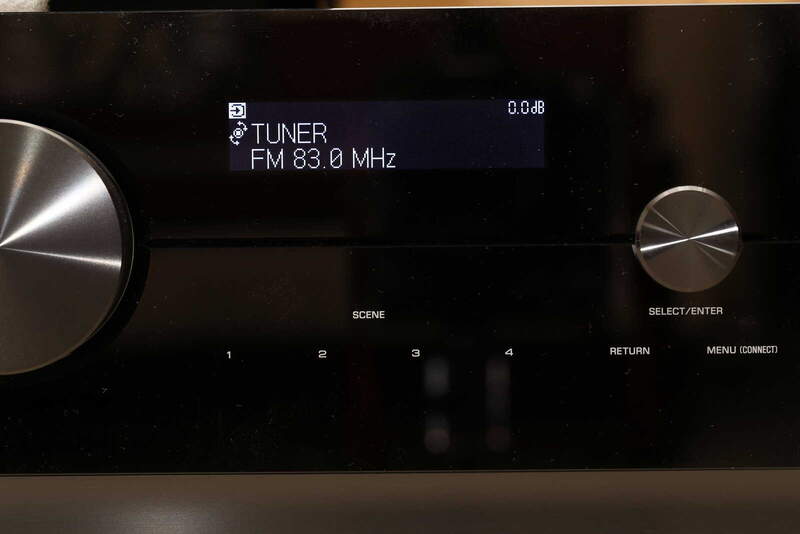 0.0dB
TUNER
FM 83.0 MHz
SELECT/ENTER
SCENE
1 2 3 4 RETURN MENU (CONNECT)